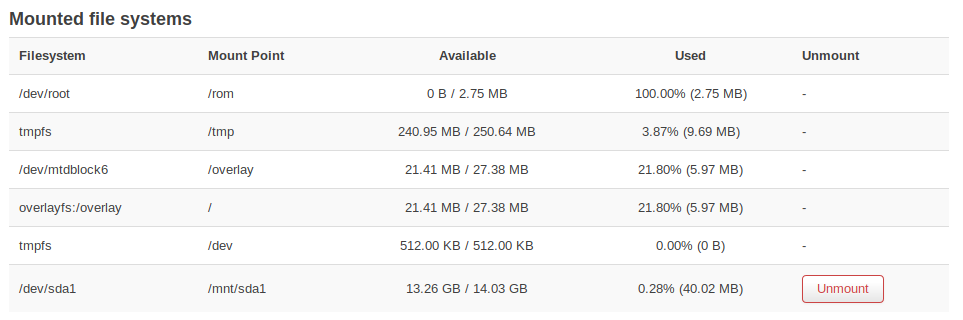 Mounted file systems
Filesystem Mount Point Available Used Unmount
/dev/root /rom 0 B / 2.75 MB 100.00% (2.75 MB) -
tmpfs /tmp 240.95 MB / 250.64 MB 3.87% (9.69 MB) -
/dev/mtdblock6 /overlay 21.41 MB / 27.38 MB 21.80% (5.97 MB) -
overlayfs:/overlay / 21.41 MB / 27.38 MB 21.80% (5.97 MB) -
tmpfs /dev 512.00 KB / 512.00 KB 0.00% (0 B) -
/dev/sda1 /mnt/sda1 13.26 GB / 14.03 GB 0.28% (40.02 MB) Unmount